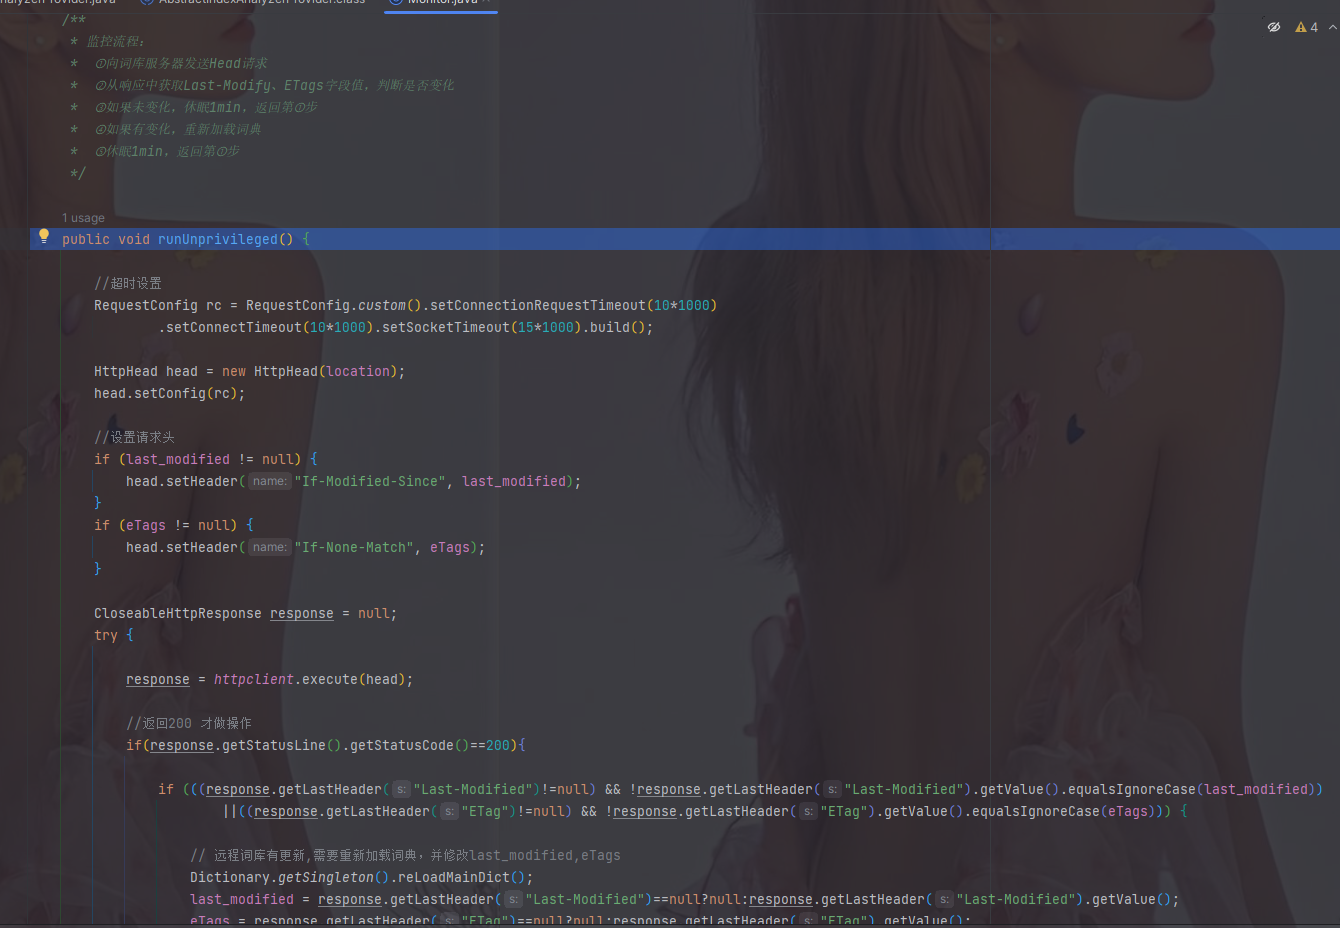 AbstractIndexAnalyzerProvider.class Monitor.java
4
/**
* 监控流程：
* ①向词库服务器发送Head请求
* ②从响应中获取Last-Modify、ETags字段值，判断是否变化
* ③如果未变化，休眠1min，返回第①步
* ④如果有变化，重新加载词典
* ⑤休眠1min，返回第①步
*/
1 usage
public void runUnprivileged() {
//超时设置
RequestConfig rc = RequestConfig.custom().setConnectionRequestTimeout(10*1000)
.setConnectTimeout(10*1000).setSocketTimeout(15*1000).build();
HttpHead head = new HttpHead(location);
head.setConfig(rc);
//设置请求头
if (last_modified != null) {
head.setHeader( name: "If-Modified-Since", last_modified);
}
if (eTags != null) {
head.setHeader( name: "If-None-Match", eTags);
}
CloseableHttpResponse response = null;
try {
response = httpclient.execute(head);
//返回200 才做操作
if(response.getStatusLine().getStatusCode()==200){
if (((response.getLastHeader( s: "Last-Modified")!=null) && !response.getLastHeader( s: "Last-Modified").getValue().equalsIgnoreCase(last_modified))
||((response.getLastHeader( s: "ETag")!=null) && !response.getLastHeader( s: "ETag").getValue().equalsIgnoreCase(eTags))) {
// 远程词库有更新,需要重新加载词典，并修改last_modified,eTags
Dictionary.getSingleton().reLoadMainDict();
last_modified = response.getLastHeader( s: "Last-Modified")==null?null:response.getLastHeader( s: "Last-Modified").getValue();
eTags = response.getLastHeader( s: "ETag")==null?null:response.getLastHeader( s: "ETag").getValue();